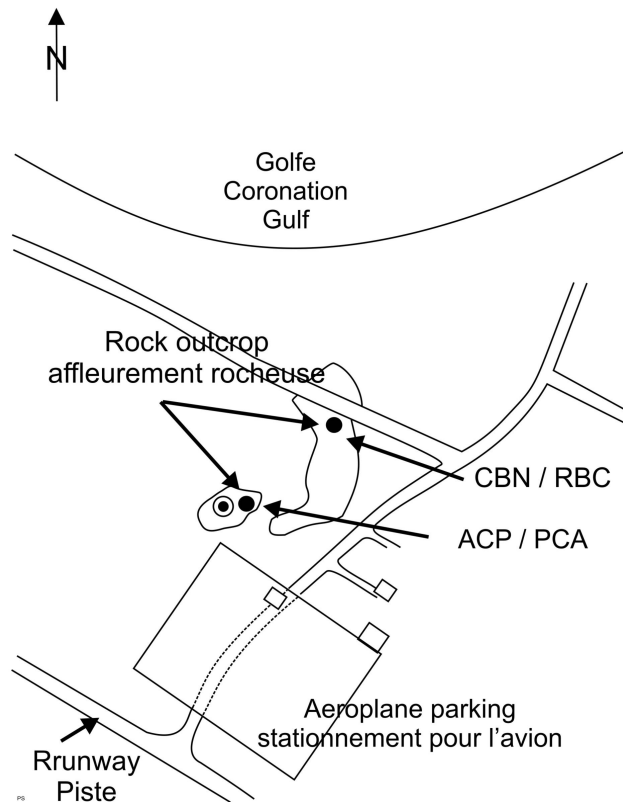 N
Golfe
Coronation
Gulf
Rock outcrop
affleurement rocheuse
CBN / RBC
ACP / PCA
Aeroplane parking
stationnement pour l'avion
Rrunway
Piste
PS